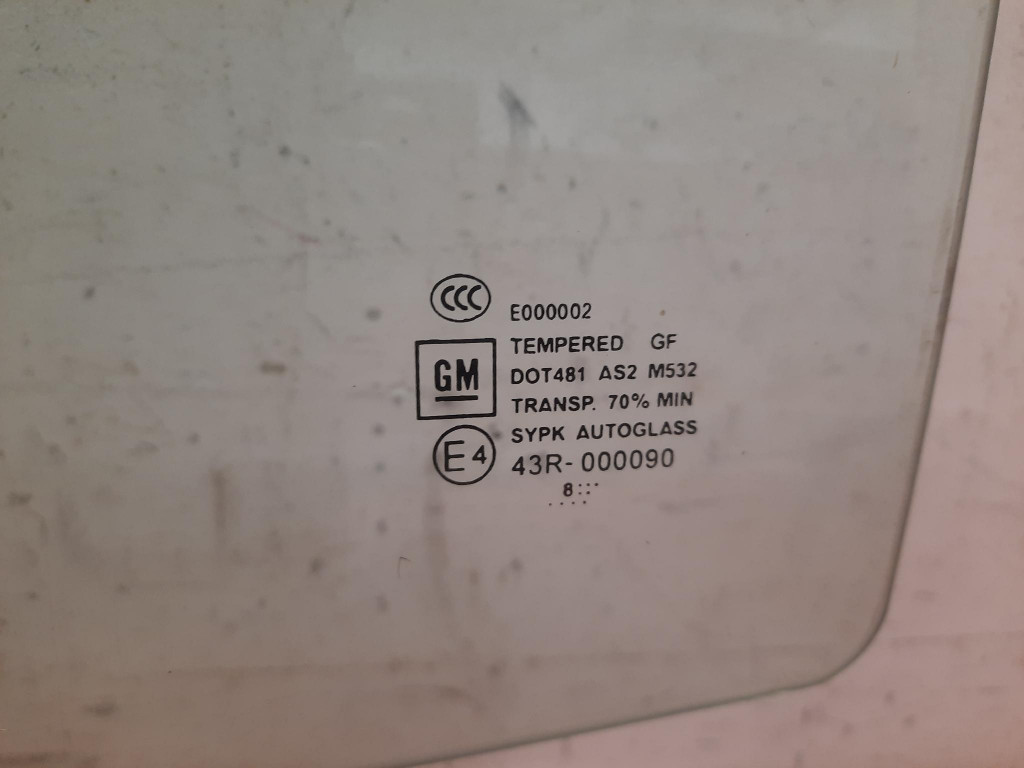 CCC
E000002
TEMPERED GF
GM
DOT481 AS2 M532
TRANSP. 70% MIN
SYPK AUTOGLASS
E4
43R-000090
8